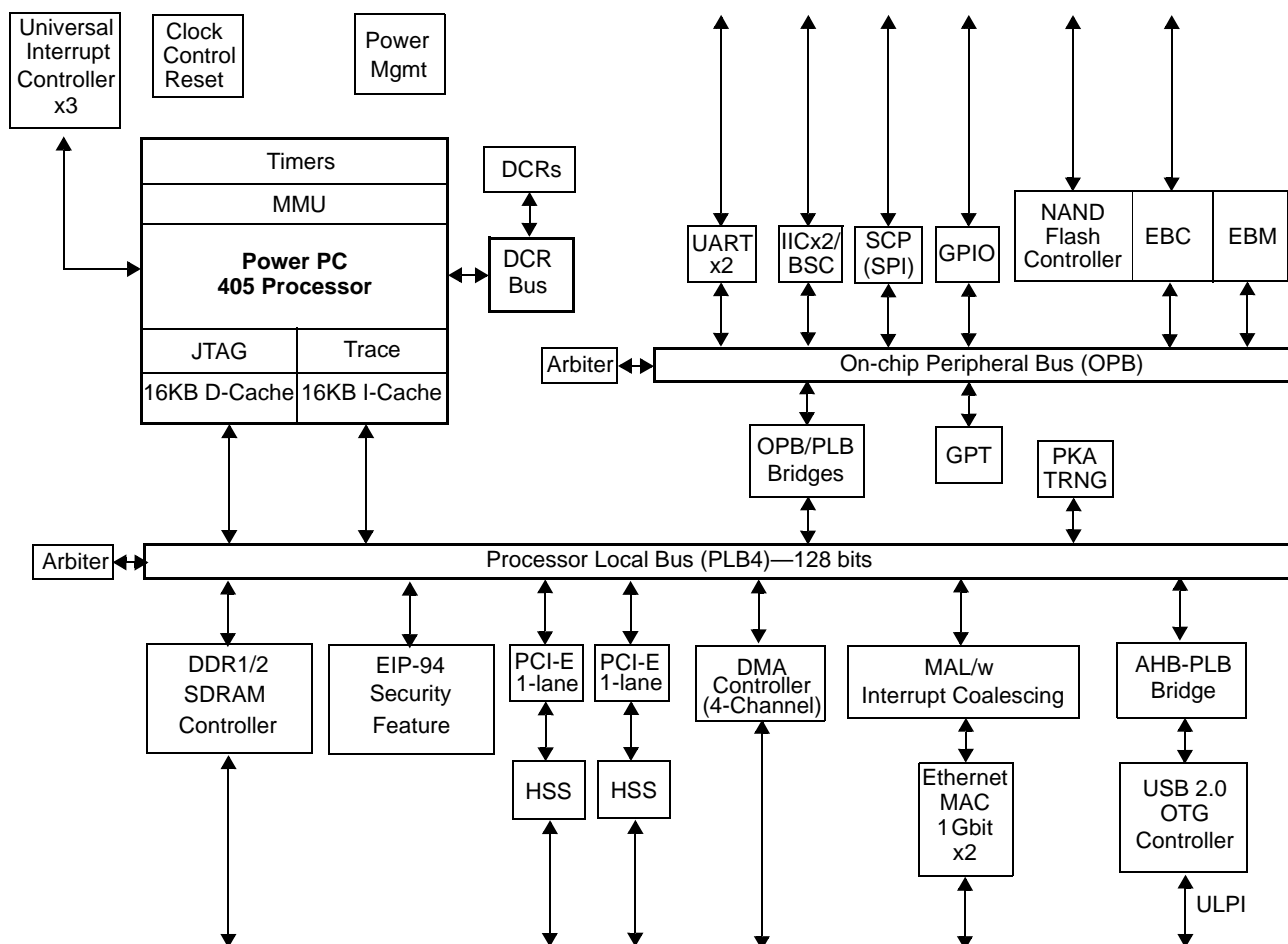 Universal
Interrupt
Controller
x3
Clock
Control
Reset
Power
Mgmt
Timers
MMU
Power PC
405 Processor
JTAG
Trace
16KB D-Cache
16KB I-Cache
DCRs
DCR
Bus
UART
x2
IICx2/
BSC
SCP
(SPI)
GPIO
NAND
Flash
Controller
EBC
EBM
Arbiter
On-chip Peripheral Bus (OPB)
OPB/PLB
Bridges
GPT
PKA
TRNG
Arbiter
Processor Local Bus (PLB4)—128 bits
DDR1/2
SDRAM
Controller
EIP-94
Security
Feature
PCI-E
1-lane
PCI-E
1-lane
DMA
Controller
(4-Channel)
MAL/w
Interrupt Coalescing
AHB-PLB
Bridge
HSS
HSS
Ethernet
MAC
1Gbit
x2
USB 2.0
OTG
Controller
ULPI